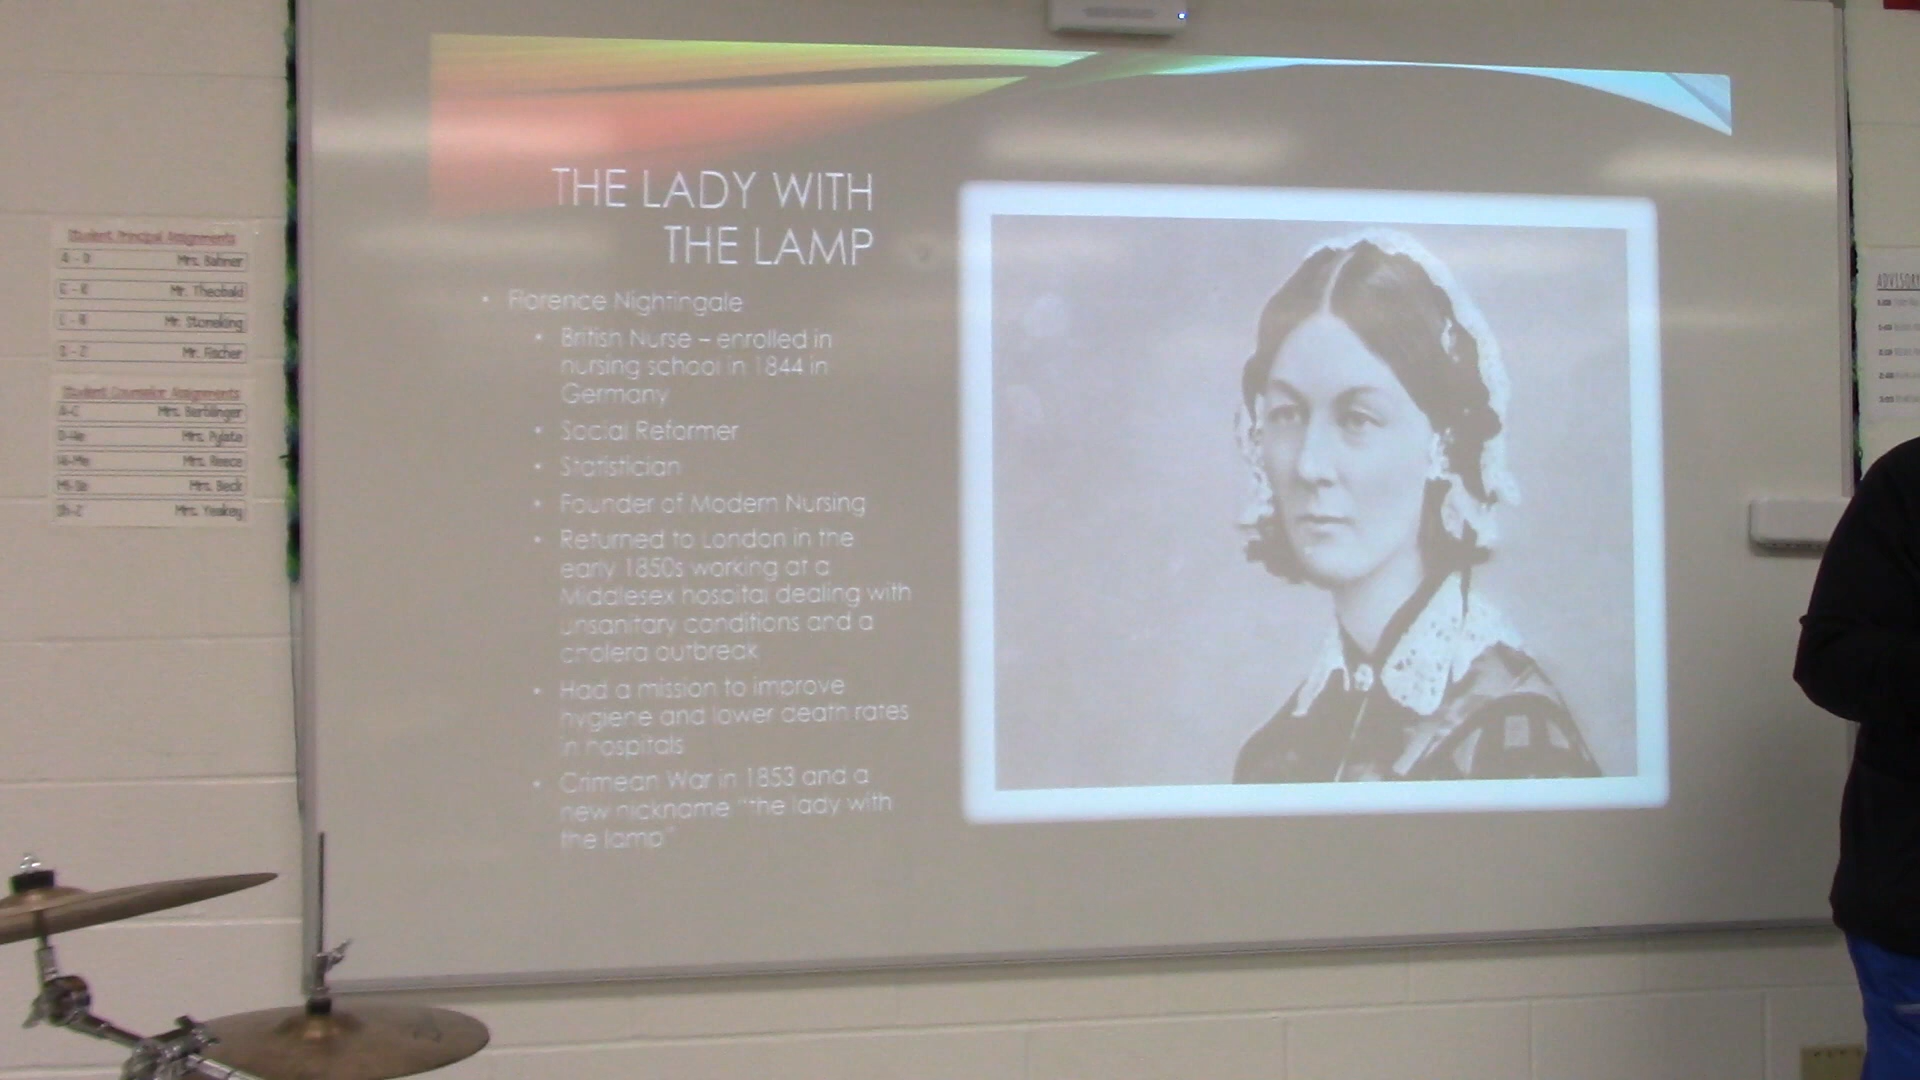 THE LADY WITH
THE LAMP
• Florence Nightingale
• British Nurse – enrolled in
nursing school in 1844 in
Germany
• Social Reformer
• Statistician
• Founder of Modern Nursing
• Returned to London in the
early 1850s working at a
Middlesex hospital dealing with
unsanitary conditions and a
cholera outbreak
• Had a mission to improve
hygiene and lower death rates
in hospitals
• Crimean War in 1853 and a
new nickname "the lady with
the lamp"
Student Principal Assignments
A - D Mrs. Bahner
Mr. Theobald
Mr. Stoneking
Mr. Fischer
Student Counselor Assignments
A-C Mrs. Bertlinger
Mrs. Pylate
Mrs. Reece
Mrs. Beck
Mrs. Yeakey
ADVISORY